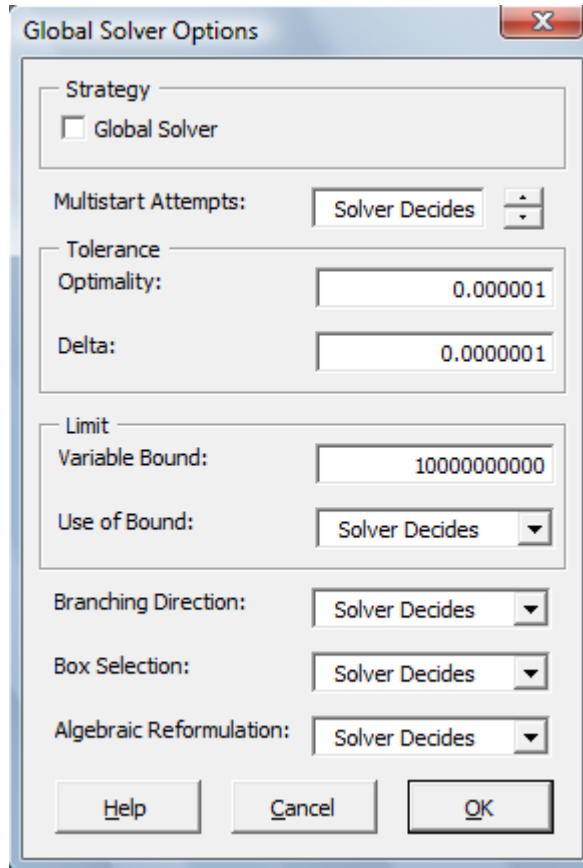 Global Solver Options
Strategy
Global Solver
Multistart Attempts: Solver Decides
Tolerance
Optimality: 0.000001
Delta: 0.0000001
Limit
Variable Bound: 10000000000
Use of Bound: Solver Decides
Branching Direction: Solver Decides
Box Selection: Solver Decides
Algebraic Reformulation: Solver Decides
Help Cancel OK